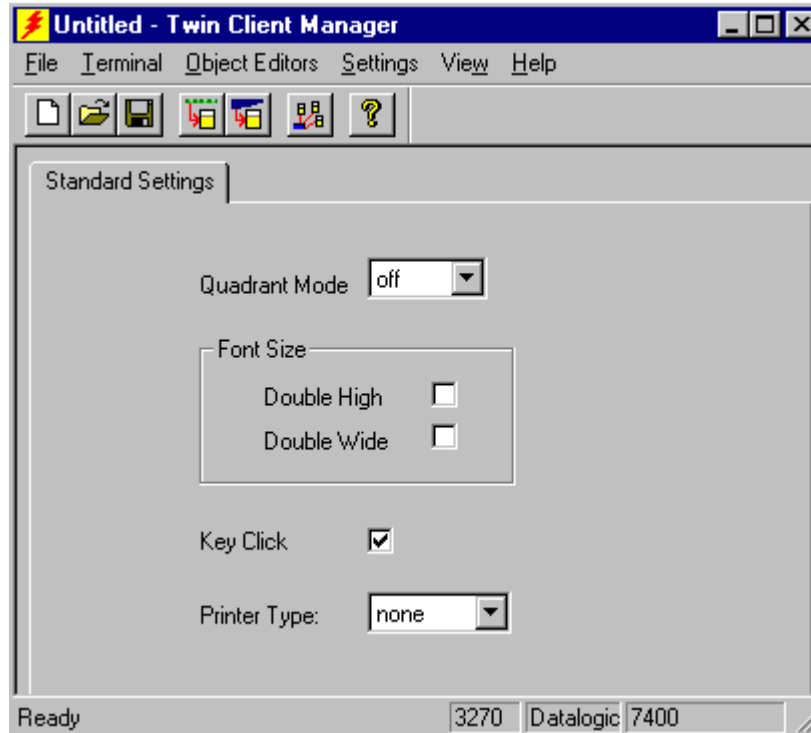 Untitled - Twin Client Manager
File Terminal Object Editors Settings View Help
Standard Settings
Quadrant Mode off
Font Size
Double High
Double Wide
Key Click
Printer Type: none
Ready 3270 Datalogic 7400